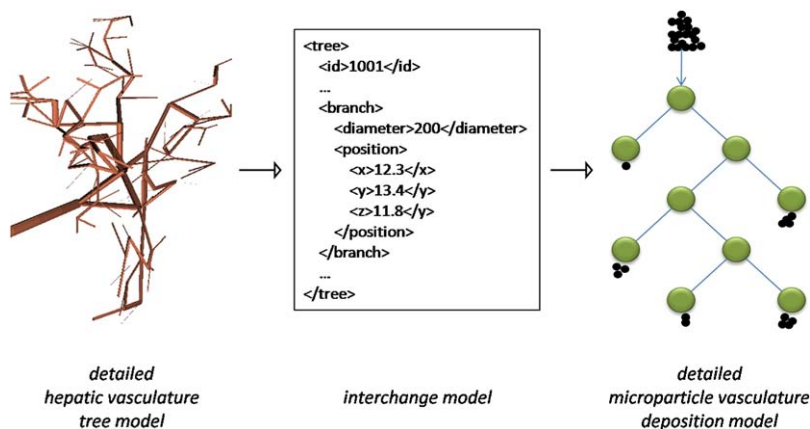 <tree>
<id>1001</id>
...
<branch>
<diameter>200</diameter>
<position>
<x>12.3</x>
<y>13.4</y>
<z>11.8</y>
</position>
</branch>
...
</tree>
detailed
hepatic vasculature
tree model
interchange model
detailed
microparticle vasculature
deposition model